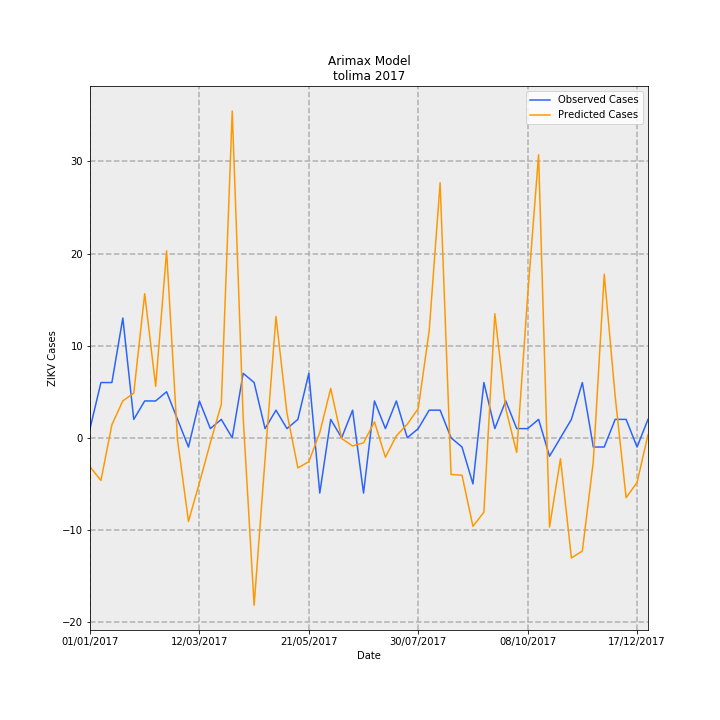 Arimax Model
tolima 2017
Observed Cases
Predicted Cases
ZIKV Cases
30
20
10
0
−10
−20
01/01/2017
12/03/2017
21/05/2017
30/07/2017
08/10/2017
17/12/2017
Date